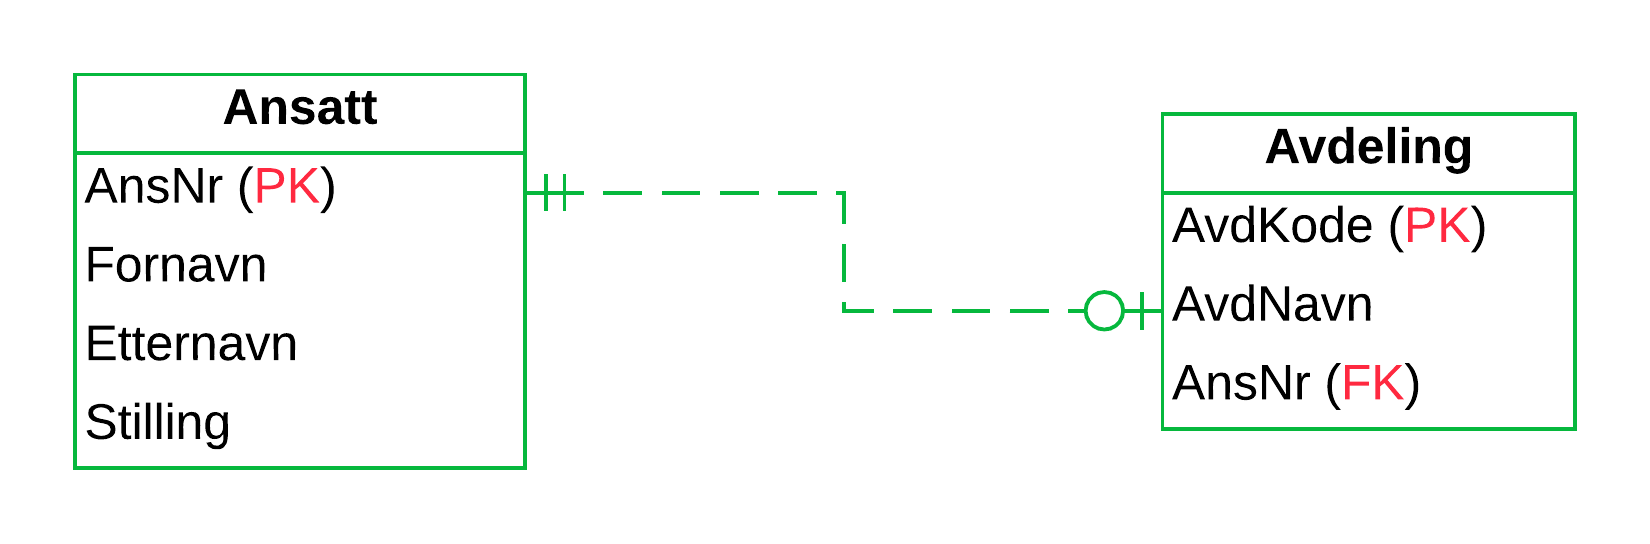 Ansatt
AnsNr (PK)
Fornavn
Etternavn
Stilling
Avdeling
AvdKode (PK)
AvdNavn
AnsNr (FK)